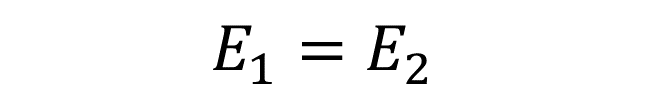 E₁ = E₂